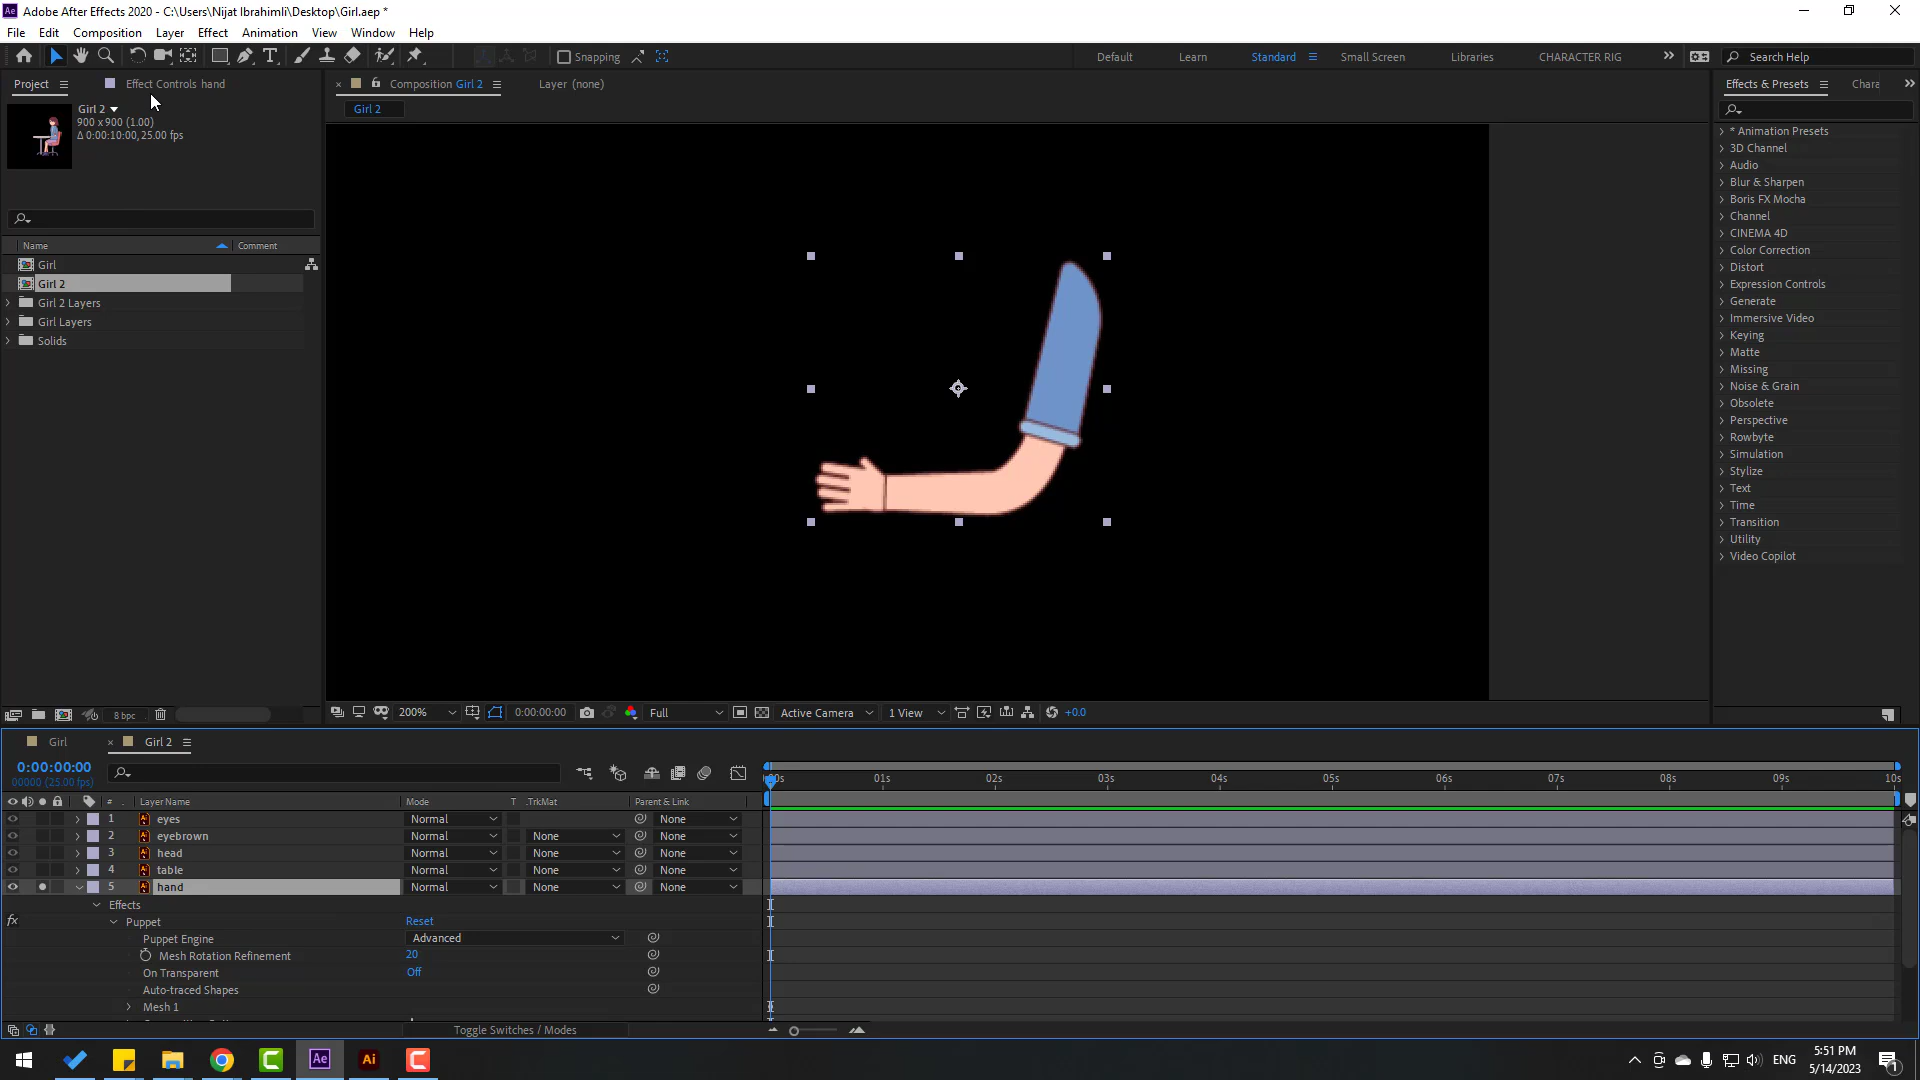 Adobe After Effects 2020 - C:\Users\Nijat Ibrahimli\Desktop\Girl.aep *
File Edit Composition Layer Effect Animation View Window Help
Snapping
Default Learn Standard Small Screen Libraries CHARACTER RIG Search Help
Project
Effect Controls hand
Composition Girl 2
Layer (none)
Effects & Presets
Chara
Girl 2
900 x 900 (1.00)
Δ 0:00:10:00, 25.00 fps
Girl 2
Name Comment
Girl
Girl 2
Girl 2 Layers
Girl Layers
Solids
* Animation Presets
3D Channel
Audio
Blur & Sharpen
Boris FX Mocha
Channel
CINEMA 4D
Color Correction
Distort
Expression Controls
Generate
Immersive Video
Keying
Matte
Missing
Noise & Grain
Obsolete
Perspective
Rowbyte
Simulation
Stylize
Text
Time
Transition
Utility
Video Copilot
8 bpc
200% 0:00:00:00 Full Active Camera 1 View +0.0
Girl Girl 2
0:00:00:00
00000 (25.00 fps)
:00s 01s 02s 03s 04s 05s 06s 07s 08s 09s 10s
# Layer Name Mode T .TrkMat Parent & Link
1 eyes Normal None
2 eyebrown Normal None None
3 head Normal None None
4 table Normal None None
5 hand Normal None None
Effects
fx Puppet Reset
Puppet Engine Advanced
Mesh Rotation Refinement 20
On Transparent Off
Auto-traced Shapes
Mesh 1
Toggle Switches / Modes
Ae Ai
ENG
5:51 PM
5/14/2023
1